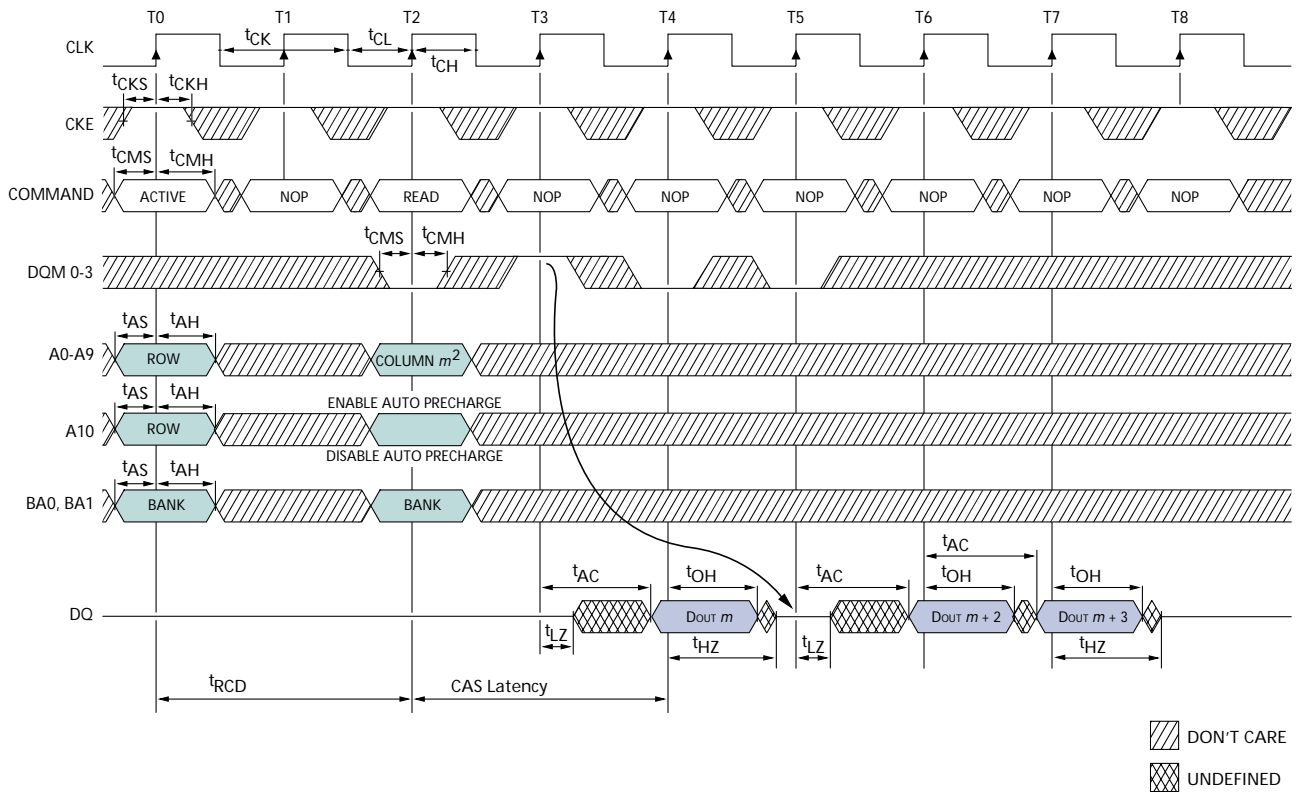 T0 T1 T2 T3 T4 T5 T6 T7 T8
CLK
tCK tCL
tCH
tCKS tCKH
CKE
tCMS tCMH
COMMAND ACTIVE NOP READ NOP NOP NOP NOP NOP NOP
tCMS tCMH
DQM 0-3
tAS tAH
A0-A9 ROW COLUMN m2
tAS tAH ENABLE AUTO PRECHARGE
A10 ROW
DISABLE AUTO PRECHARGE
tAS tAH
BA0, BA1 BANK BANK
tAC
tAC tOH tAC tOH tOH
DQ DOUT m DOUT m + 2 DOUT m + 3
tLZ tHZ tLZ tHZ
tRCD CAS Latency
DON'T CARE
UNDEFINED